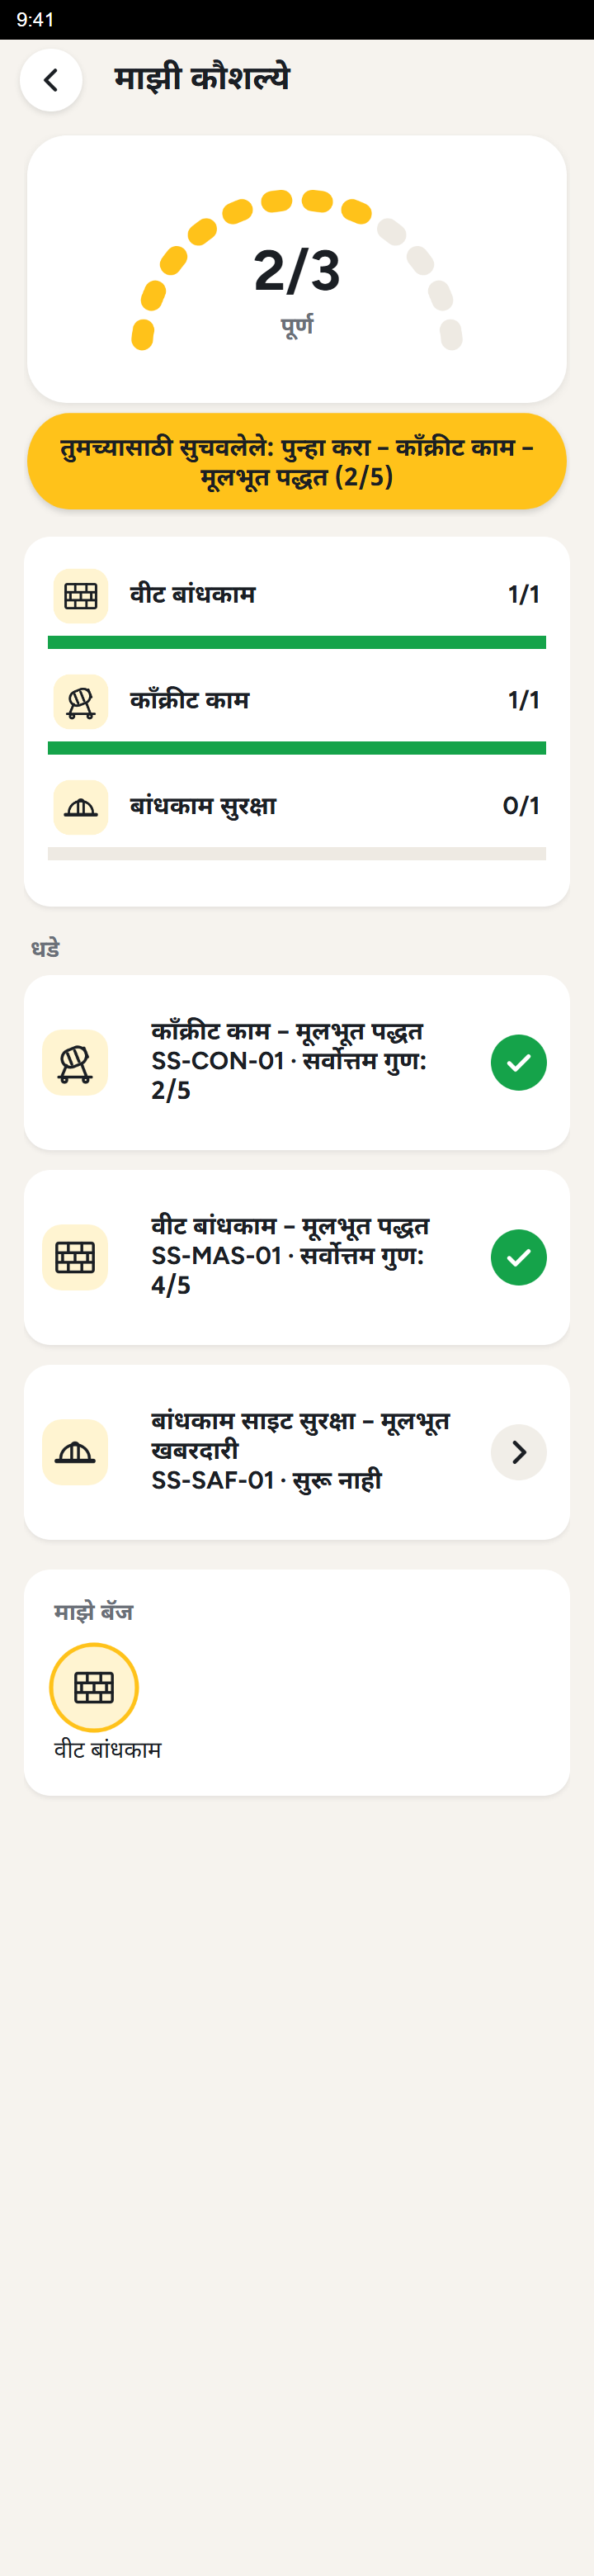 9:41
माझी कौशल्ये
2/3
पूर्ण
तुमच्यासाठी सुचवलेले: पुन्हा करा – काँक्रीट काम –
मूलभूत पद्धत (2/5)
वीट बांधकाम 1/1
काँक्रीट काम 1/1
बांधकाम सुरक्षा 0/1
धडे
काँक्रीट काम – मूलभूत पद्धत
SS-CON-01 · सर्वोत्तम गुण:
2/5
वीट बांधकाम – मूलभूत पद्धत
SS-MAS-01 · सर्वोत्तम गुण:
4/5
बांधकाम साइट सुरक्षा – मूलभूत
खबरदारी
SS-SAF-01 · सुरू नाही
माझे बॅज
वीट बांधकाम